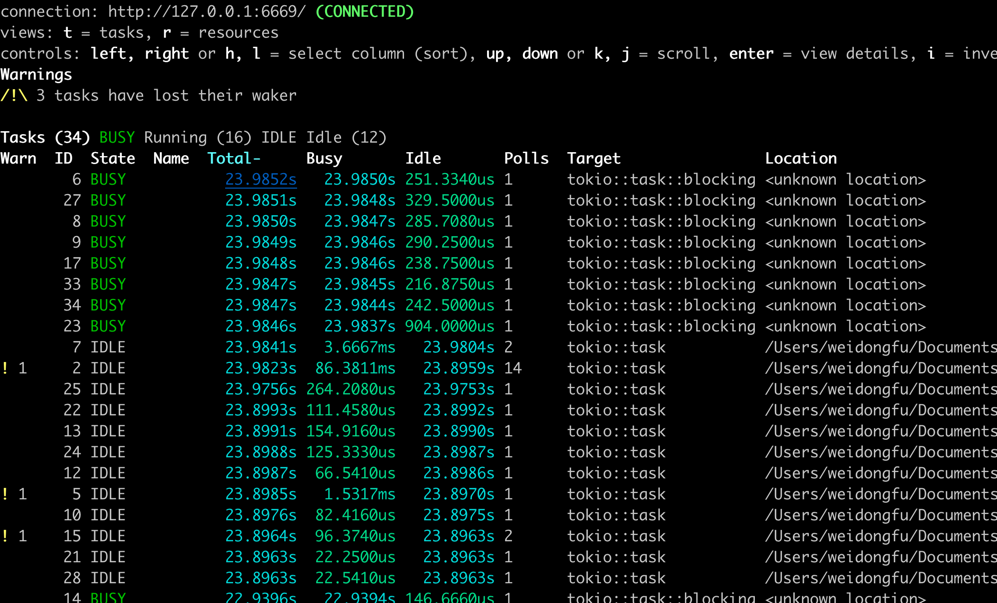 connection: http://127.0.0.1:6669/ (CONNECTED)
views: t = tasks, r = resources
controls: left, right or h, l = select column (sort), up, down or k, j = scroll, enter = view details, i = inve
Warnings
/!\ 3 tasks have lost their waker
Tasks (34) BUSY Running (16) IDLE Idle (12)
Warn ID State Name Total- Busy Idle Polls Target Location
6 BUSY 23.9852s 23.9850s 251.3340us 1 tokio::task::blocking <unknown location>
27 BUSY 23.9851s 23.9848s 329.5000us 1 tokio::task::blocking <unknown location>
8 BUSY 23.9850s 23.9847s 285.7080us 1 tokio::task::blocking <unknown location>
9 BUSY 23.9849s 23.9846s 290.2500us 1 tokio::task::blocking <unknown location>
17 BUSY 23.9848s 23.9846s 238.7500us 1 tokio::task::blocking <unknown location>
33 BUSY 23.9847s 23.9845s 216.8750us 1 tokio::task::blocking <unknown location>
34 BUSY 23.9847s 23.9844s 242.5000us 1 tokio::task::blocking <unknown location>
23 BUSY 23.9846s 23.9837s 904.0000us 1 tokio::task::blocking <unknown location>
7 IDLE 23.9841s 3.6667ms 23.9804s 2 tokio::task /Users/weidongfu/Documents
! 1 2 IDLE 23.9823s 86.3811ms 23.8959s 14 tokio::task /Users/weidongfu/Documents
25 IDLE 23.9756s 264.2080us 23.9753s 1 tokio::task /Users/weidongfu/Documents
22 IDLE 23.8993s 111.4580us 23.8992s 1 tokio::task /Users/weidongfu/Documents
13 IDLE 23.8991s 154.9160us 23.8990s 1 tokio::task /Users/weidongfu/Documents
24 IDLE 23.8988s 125.3330us 23.8987s 1 tokio::task /Users/weidongfu/Documents
12 IDLE 23.8987s 66.5410us 23.8986s 1 tokio::task /Users/weidongfu/Documents
! 1 5 IDLE 23.8985s 1.5317ms 23.8970s 1 tokio::task /Users/weidongfu/Documents
10 IDLE 23.8976s 82.4160us 23.8975s 1 tokio::task /Users/weidongfu/Documents
! 1 15 IDLE 23.8964s 96.3740us 23.8963s 2 tokio::task /Users/weidongfu/Documents
21 IDLE 23.8963s 22.2500us 23.8963s 1 tokio::task /Users/weidongfu/Documents
28 IDLE 23.8963s 22.5410us 23.8963s 1 tokio::task /Users/weidongfu/Documents
14 BUSY 22.9396s 22.9394s 146.6660us 1 tokio::task::blocking <unknown location>